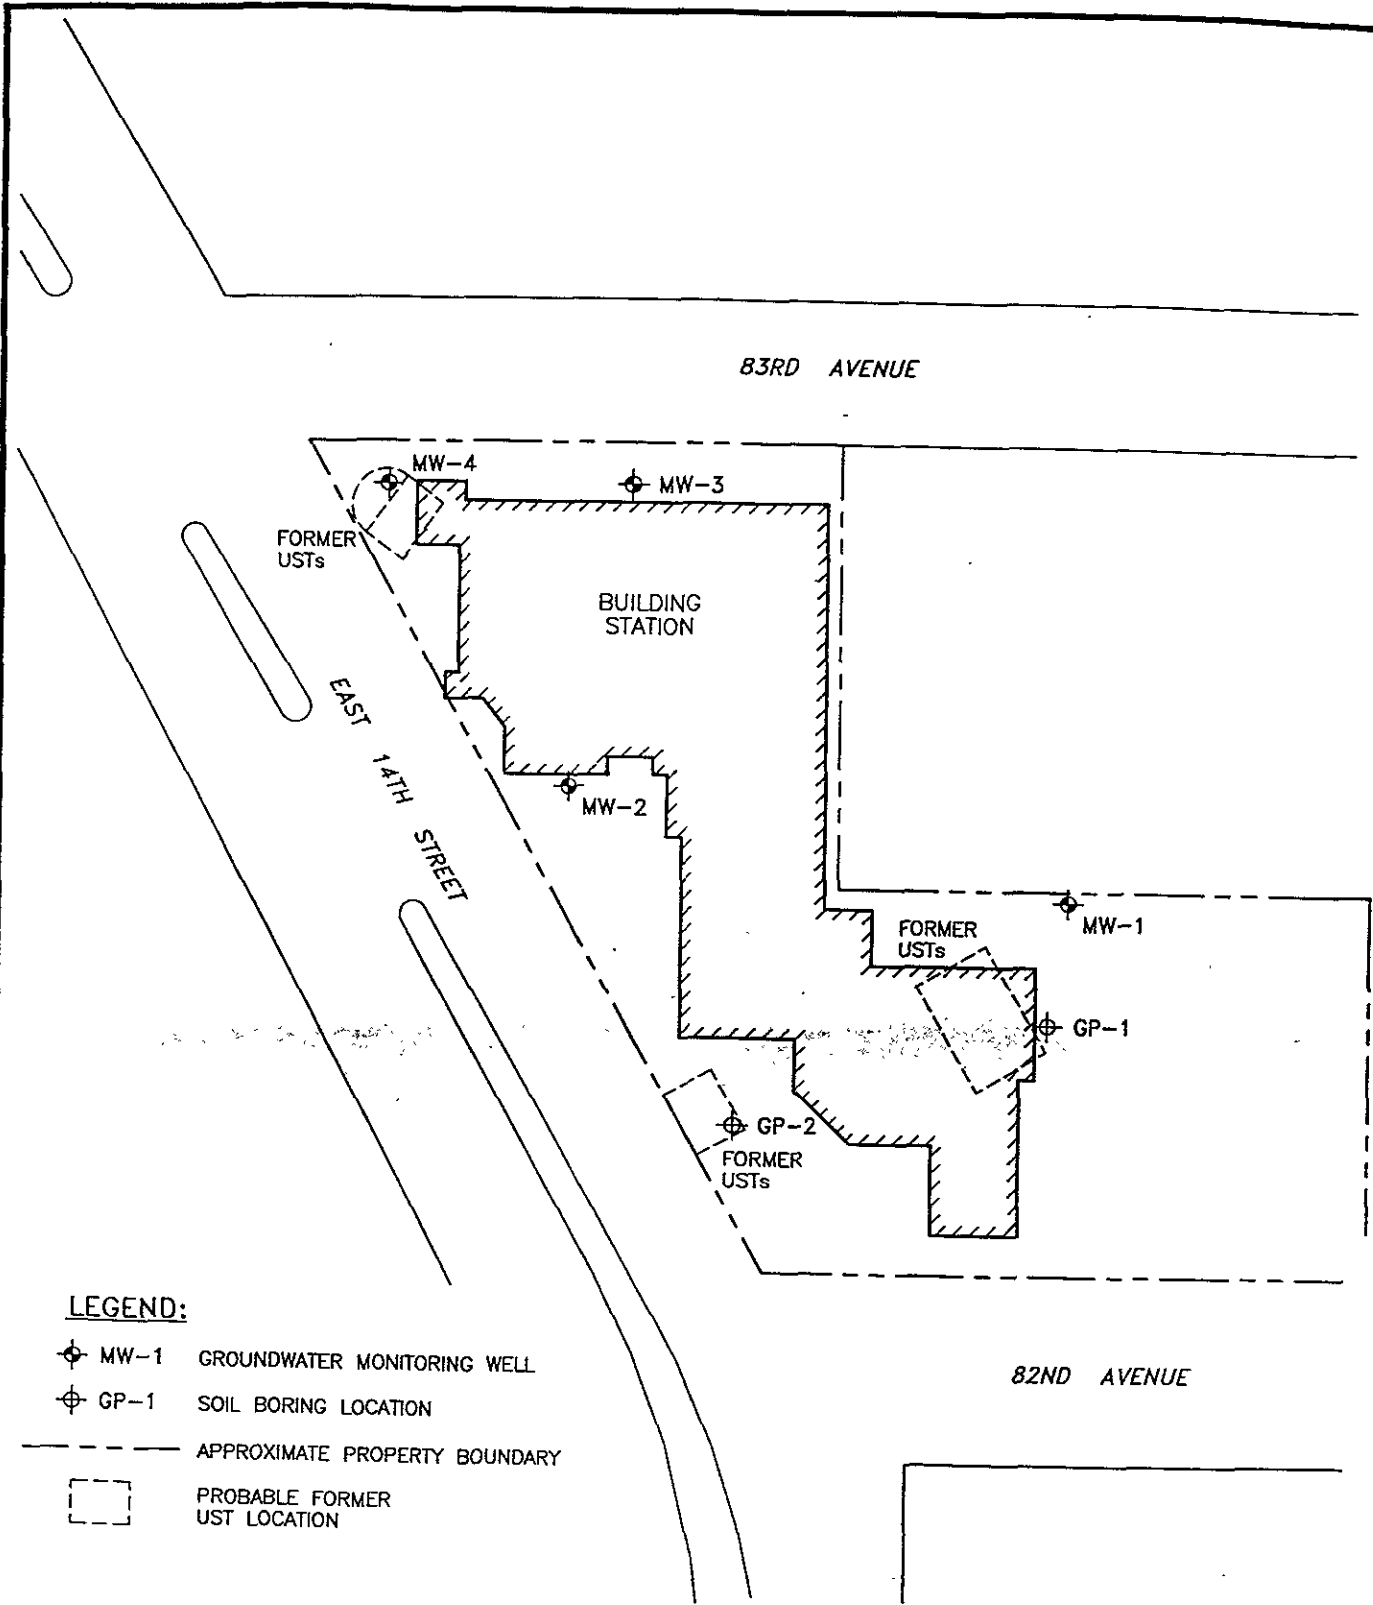 83RD AVENUE
MW-4
MW-3
FORMER
USTs
BUILDING
STATION
EAST 14TH STREET
MW-2
FORMER
USTs
MW-1
GP-1
GP-2
FORMER
USTs
LEGEND:
MW-1 GROUNDWATER MONITORING WELL
GP-1 SOIL BORING LOCATION
APPROXIMATE PROPERTY BOUNDARY
PROBABLE FORMER
UST LOCATION
82ND AVENUE